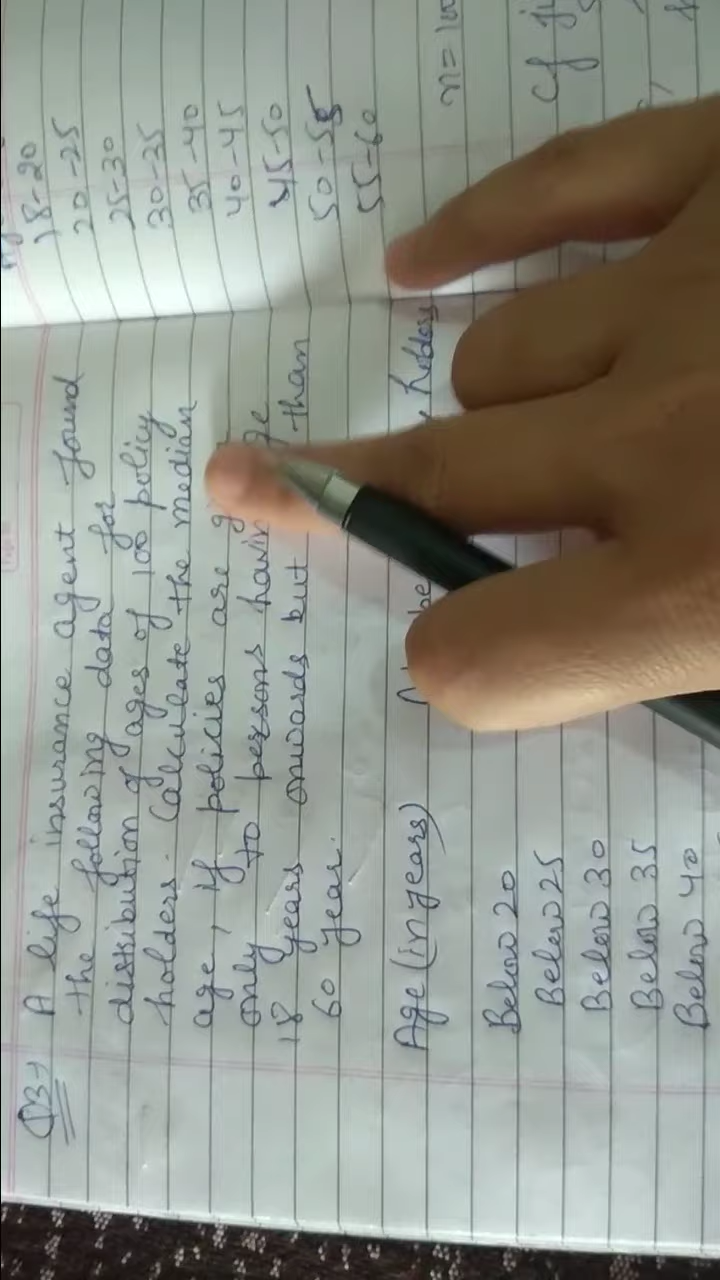 Q3→ A life insurance agent found
the following data for
distribution of ages of 100 policy
holders. Calculate the median
age, if policies are
only to persons
18 years onwards but than
60 year.
Age (in years) holders
Below 20
Below 25
Below 30
Below 35
Below 40
18-20
20-25
25-30
30-35
35-40
40-45
45-50
50-55
55-60
n=100
cf